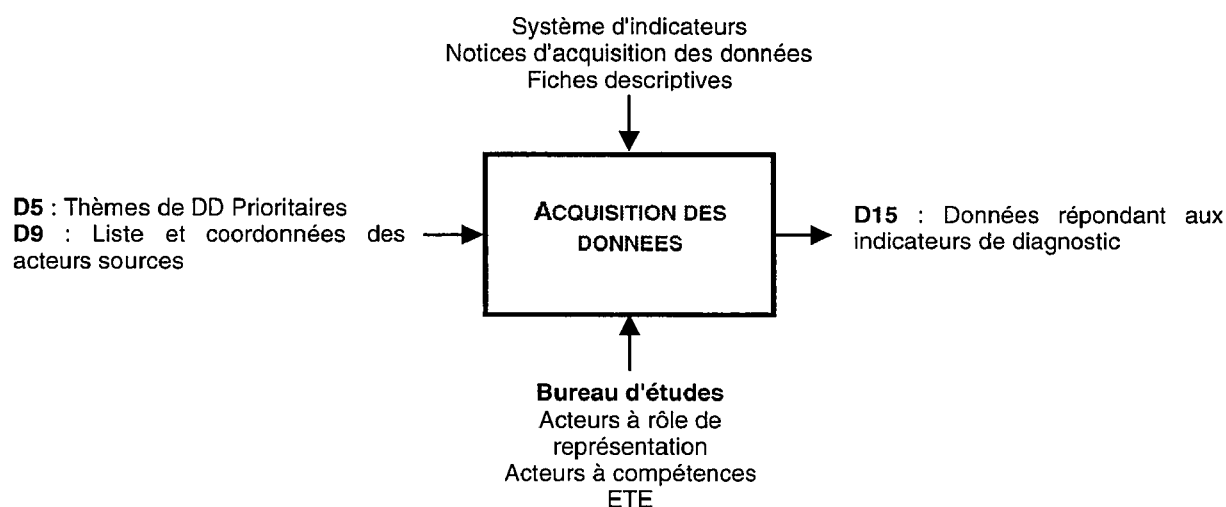 Système d'indicateurs
Notices d'acquisition des données
Fiches descriptives
D5 : Thèmes de DD Prioritaires
D9 : Liste et coordonnées des
acteurs sources
ACQUISITION DES
DONNEES
D15 : Données répondant aux
indicateurs de diagnostic
Bureau d'études
Acteurs à rôle de
représentation
Acteurs à compétences
ETE